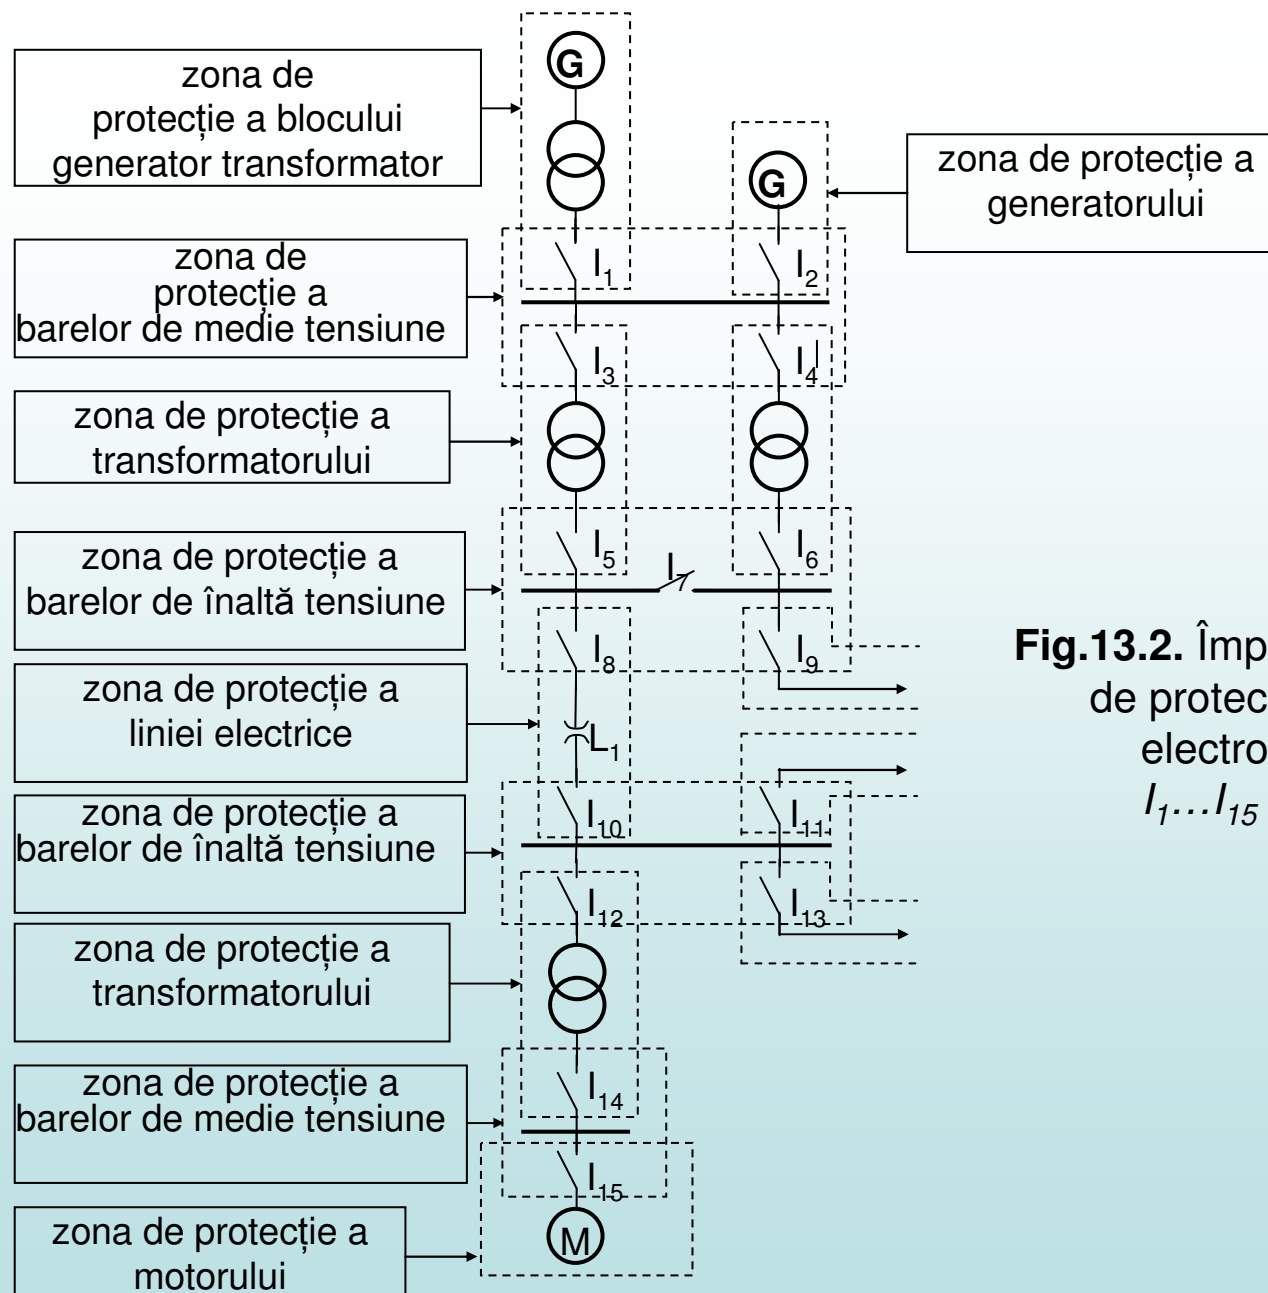 zona de
protecție a blocului
generator transformator
G
G
zona de protecție a
generatorului
zona de
protecție a
barelor de medie tensiune
I1
I2
I3
I4
zona de protecție a
transformatorului
zona de protecție a
barelor de înaltă tensiune
I5
I7
I6
I8
I9
zona de protecție a
liniei electrice
L1
Fig.13.2. Împ
de protec
electro
I1…I15
zona de protecție a
barelor de înaltă tensiune
I10
I11
I12
I13
zona de protecție a
transformatorului
zona de protecție a
barelor de medie tensiune
I14
I15
zona de protecție a
motorului
M